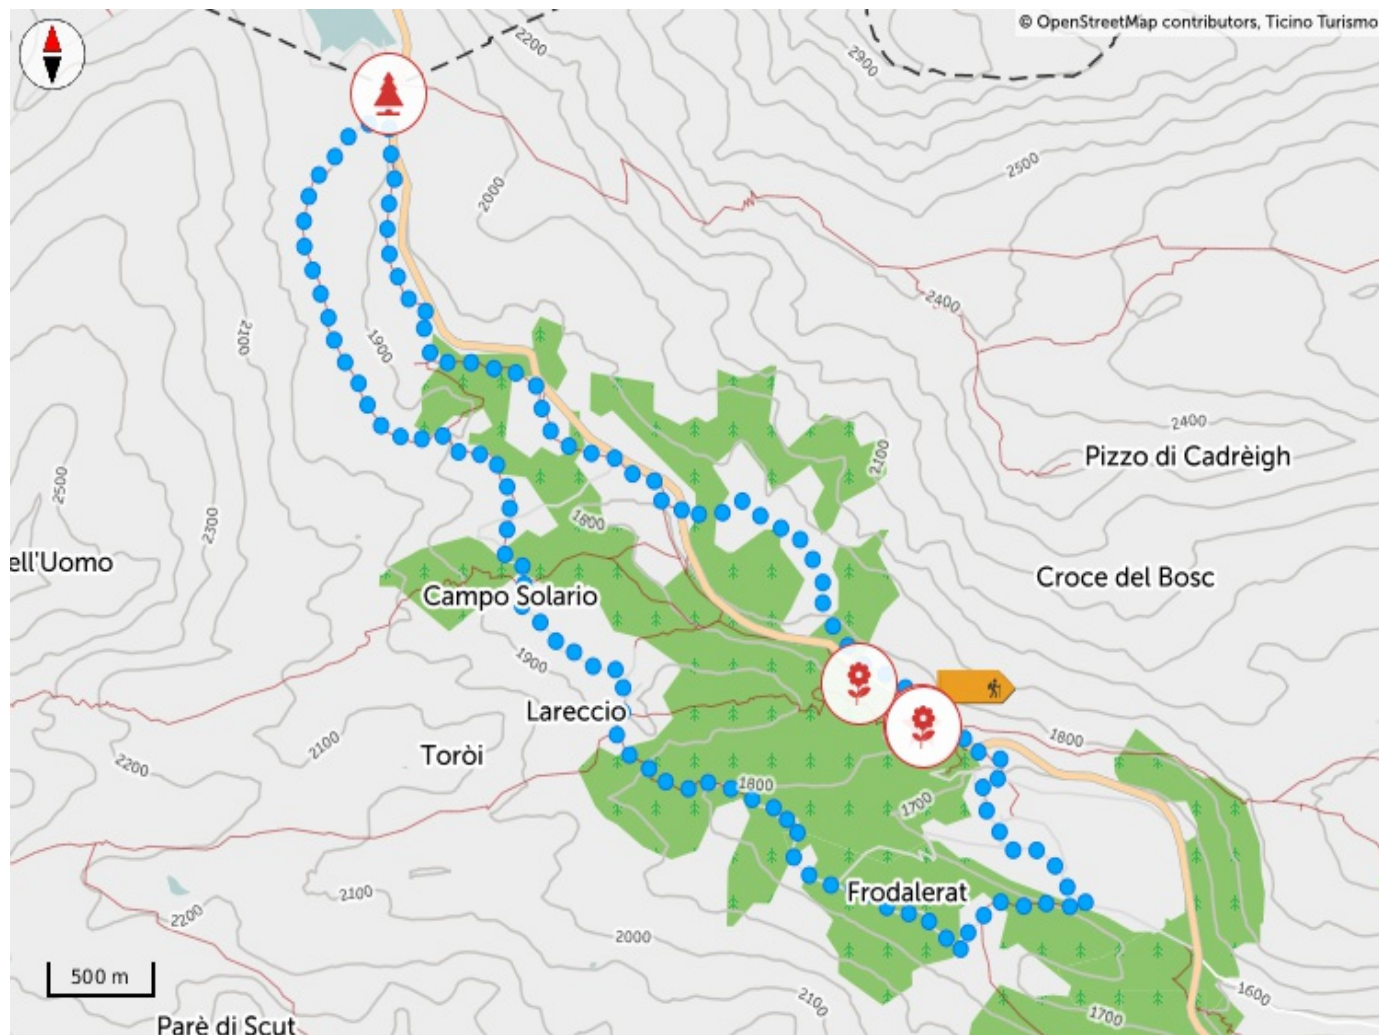 © OpenStreetMap contributors, Ticino Turismo
2200
2900
2500
2000
2400
2100
1900
2400
2100
Pizzo di Cadrèigh
2500
2300
1800
ell'Uomo
Croce del Bosc
Campo Solario
1900
Lareccio
2100
Toròi
1800
2200
1800
1700
Frodalerat
2100
2200
2000
500 m
2100
1600
1700
Parè di Scut